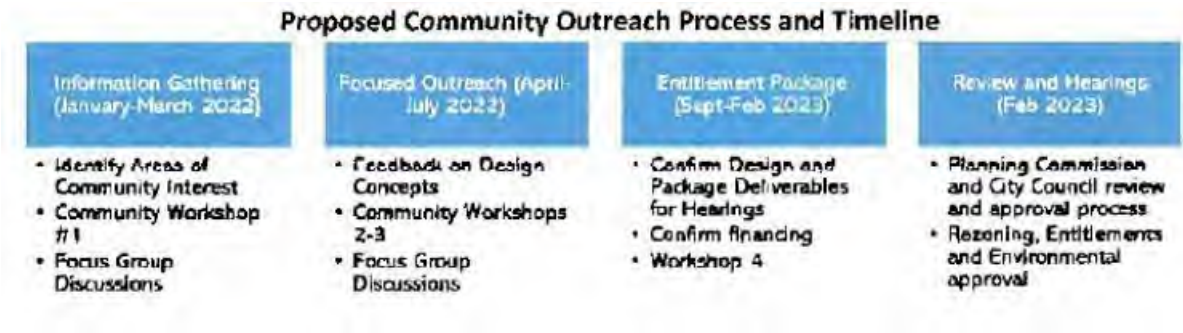 Proposed Community Outreach Process and Timeline
Information Gathering
(January-March 2022)
• Identify Areas of
Community Interest
• Community Workshop
#1
• Focus Group
Discussions
Focused Outreach (April-
July 2022)
• Feedback on Design
Concepts
• Community Workshops
2-3
• Focus Group
Discussions
Entitlement Package
(Sept-Feb 2023)
• Confirm Design and
Package Deliverables
for Hearings
• Confirm financing
• Workshop 4
Review and Hearings
(Feb 2023)
• Planning Commission
and City Council review
and approval process
• Rezoning, Entitlements
and Environmental
approval